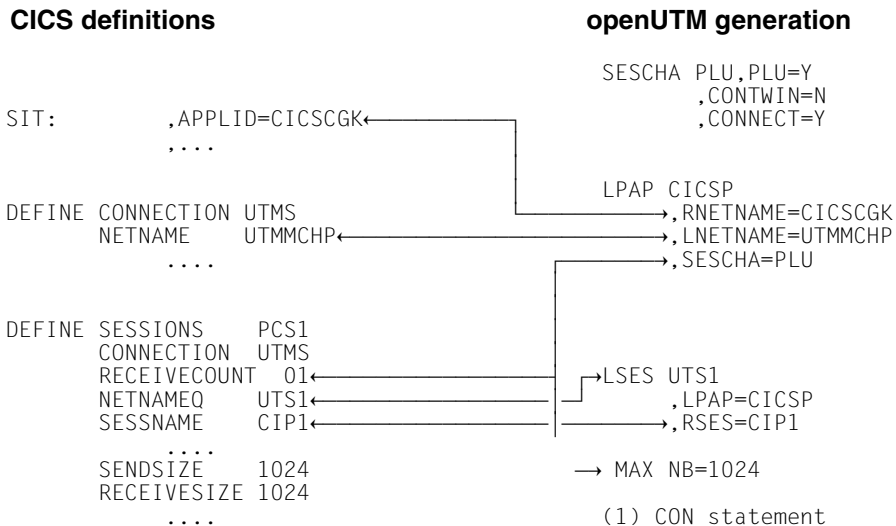 CICS definitions openUTM generation
SESCHA PLU,PLU=Y
,CONTWIN=N
SIT: ,APPLID=CICSCGK ,CONNECT=Y
,...
LPAP CICSP
DEFINE CONNECTION UTMS ,RNETNAME=CICSCGK
NETNAME UTMMCHP ,LNETNAME=UTMMCHP
.... ,SESCHA=PLU
DEFINE SESSIONS PCS1
CONNECTION UTMS
RECEIVECOUNT 01 LSES UTS1
NETNAMEQ UTS1 ,LPAP=CICSP
SESSNAME CIP1 ,RSES=CIP1
....
SENDSIZE 1024 MAX NB=1024
RECEIVESIZE 1024
.... (1) CON statement